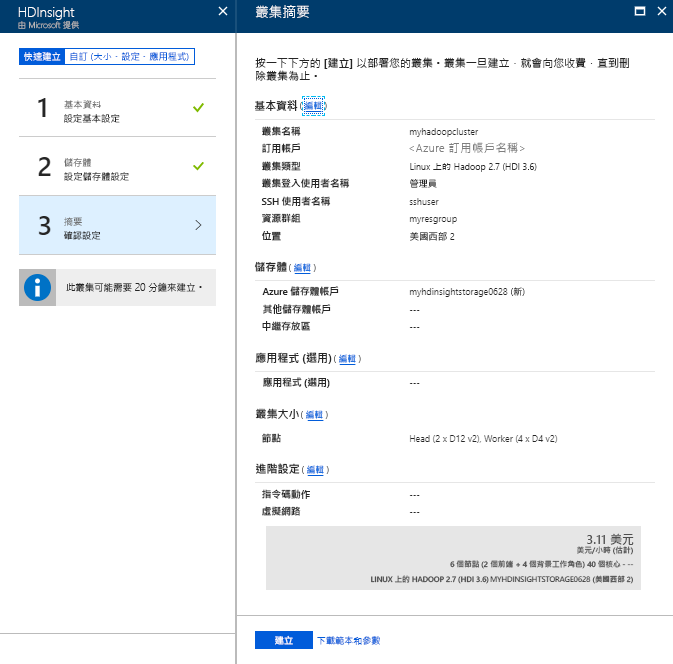 HDInsight
由 Microsoft 提供
快速建立 自訂 (大小、設定、應用程式)
1 基本資料
設定基本設定
2 儲存體
設定儲存體設定
3 摘要
確認設定
此叢集可能需要 20 分鐘來建立。
叢集摘要
按一下下方的 [建立] 以部署您的叢集。叢集一旦建立，就會向您收費，直到刪
除叢集為止。
基本資料 (編輯)
叢集名稱 myhadoopcluster
訂用帳戶 <Azure 訂用帳戶名稱>
叢集類型 Linux 上的 Hadoop 2.7 (HDI 3.6)
叢集登入使用者名稱 管理員
SSH 使用者名稱 sshuser
資源群組 myresgroup
位置 美國西部 2
儲存體 (編輯)
Azure 儲存體帳戶 myhdinsightstorage0628 (新)
其他儲存體帳戶 ---
中繼存放區 ---
應用程式 (選用) (編輯)
應用程式 (選用) ---
叢集大小 (編輯)
節點 Head (2 x D12 v2), Worker (4 x D4 v2)
進階設定 (編輯)
指令碼動作 ---
虛擬網路 ---
3.11 美元
美元/小時 (估計)
6 個節點 (2 個前端 + 4 個背景工作角色) 40 個核心 - --
LINUX 上的 HADOOP 2.7 (HDI 3.6) MYHDINSIGHTSTORAGE0628 (美國西部 2)
建立 下載範本和參數